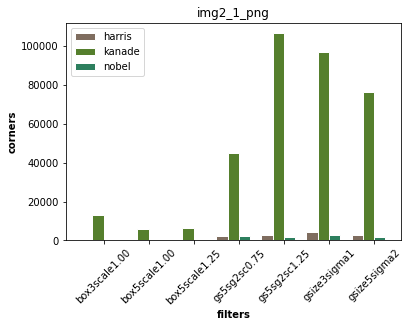 img2_1_png
harris
kanade
nobel
100000
80000
60000
40000
20000
0
corners
box3scale1.00
box5scale1.00
box5scale1.25
gs5sg2sc0.75
gs5sg2sc1.25
gsize3sigma1
gsize5sigma2
filters